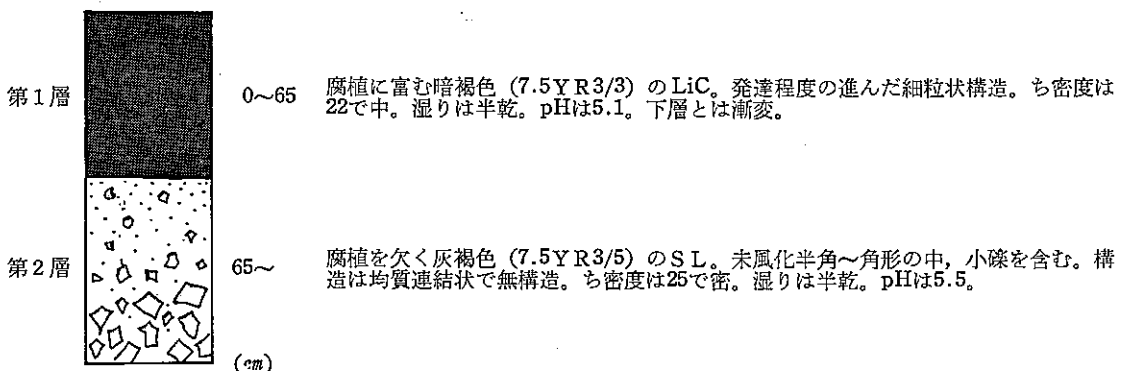 第1層
0～65
腐植に富む暗褐色 (7.5YR3/3) のLiC。発達程度の進んだ細粒状構造。ち密度は
22で中。湿りは半乾。pHは5.1。下層とは漸変。
第2層
65～
腐植を欠く灰褐色 (7.5YR3/5) のSL。未風化半角～角形の中，小礫を含む。構
造は均質連結状で無構造。ち密度は25で密。湿りは半乾。pHは5.5。
(cm)